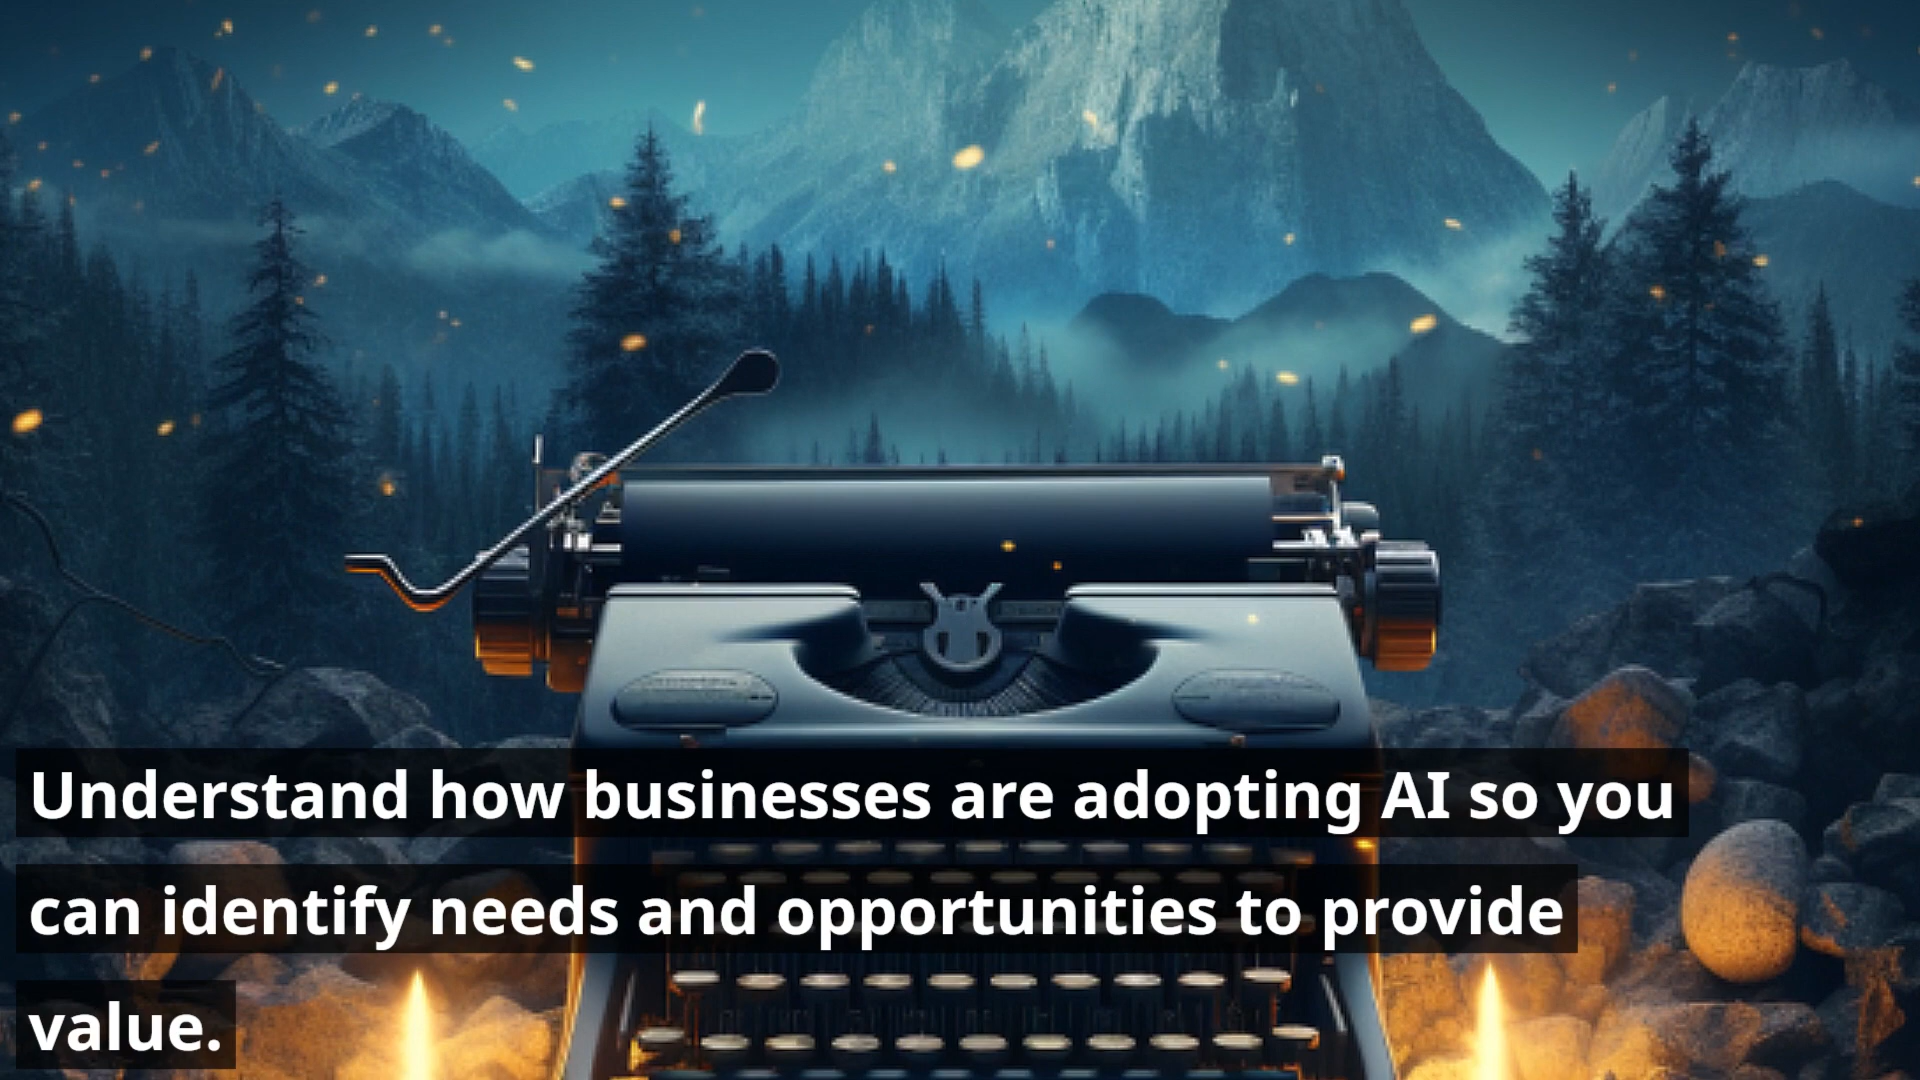 Understand how businesses are adopting AI so you
can identify needs and opportunities to provide
value.